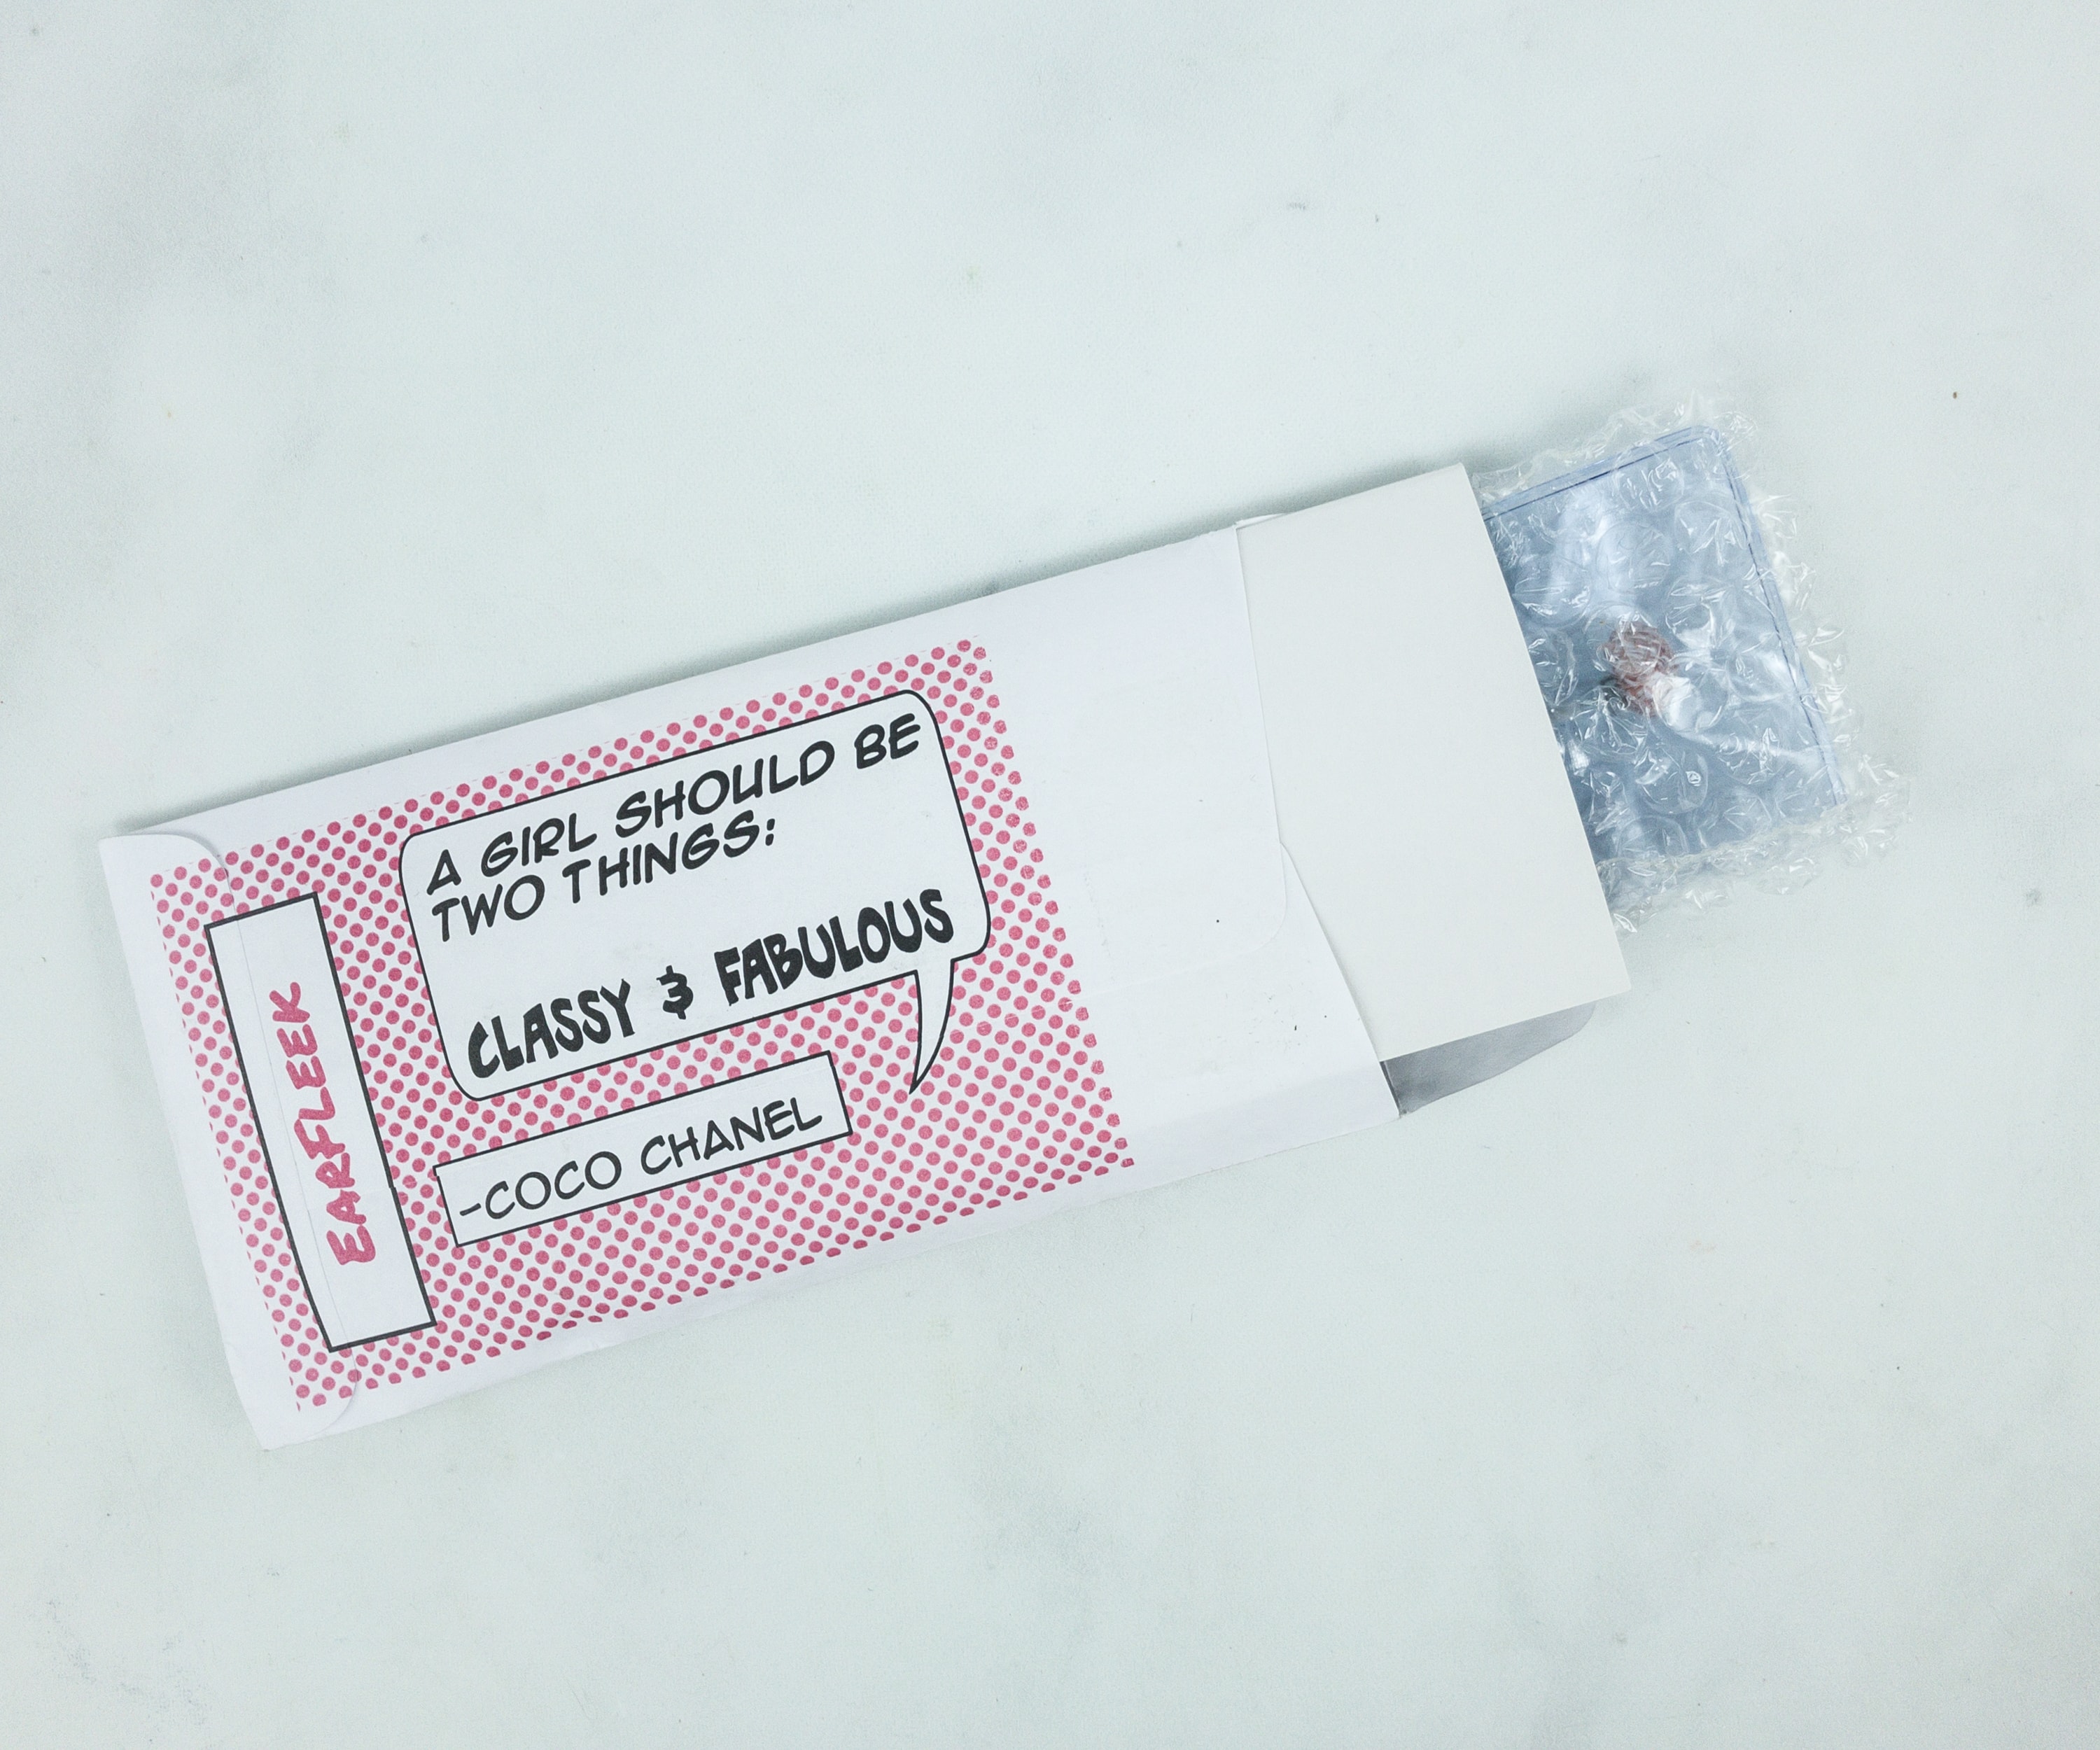 A GIRL SHOULD BE
TWO THINGS:
CLASSY & FABULOUS
-COCO CHANEL
EARFLEEK